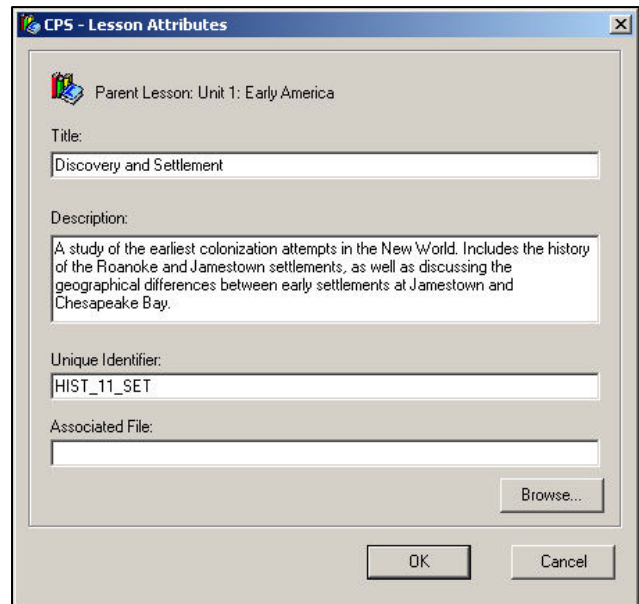 CPS - Lesson Attributes
Parent Lesson: Unit 1: Early America
Title:
Discovery and Settlement
Description:
A study of the earliest colonization attempts in the New World. Includes the history
of the Roanoke and Jamestown settlements, as well as discussing the
geographical differences between early settlements at Jamestown and
Chesapeake Bay.
Unique Identifier:
HIST_11_SET
Associated File:
Browse...
OK
Cancel